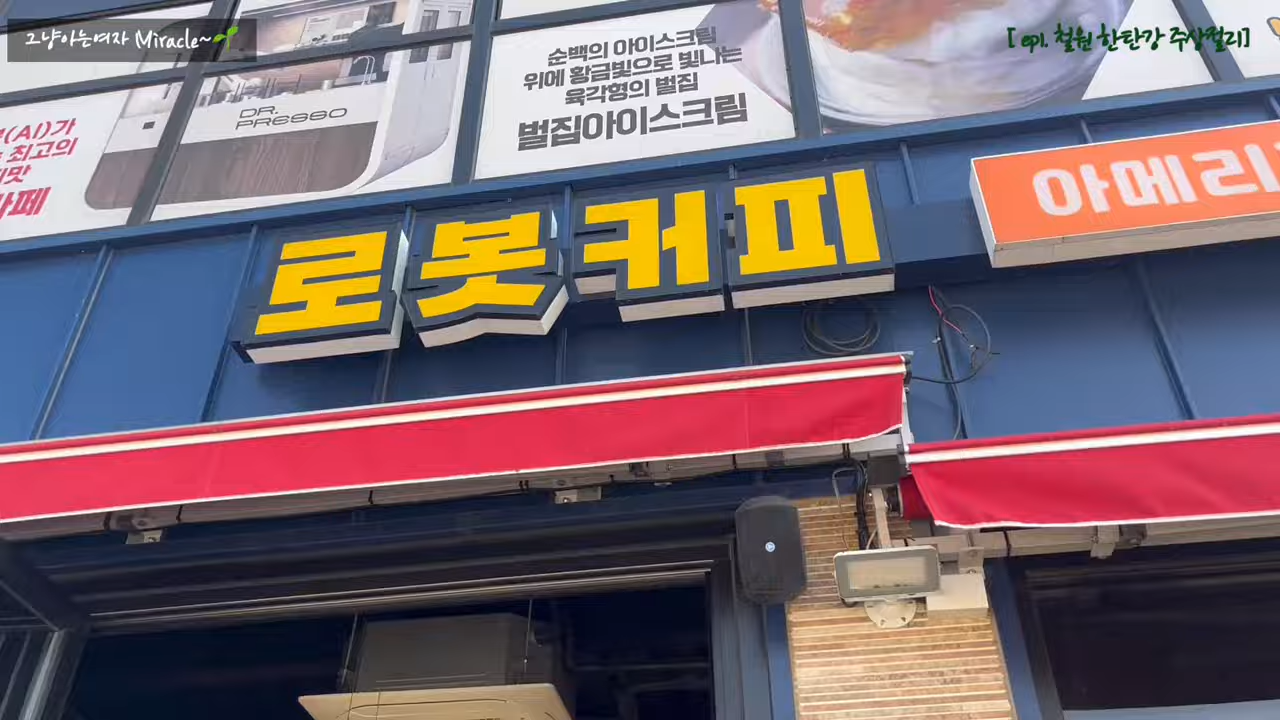 그냥아는여자 Miracle~
[ ep1. 철원 한탄강 주상절리]
(AI)가
최고의
맛
카페
DR.
PRESSO
순백의 아이스크림
위에 황금빛으로 빛나는
육각형의 벌집
벌집아이스크림
로봇커피
아메리